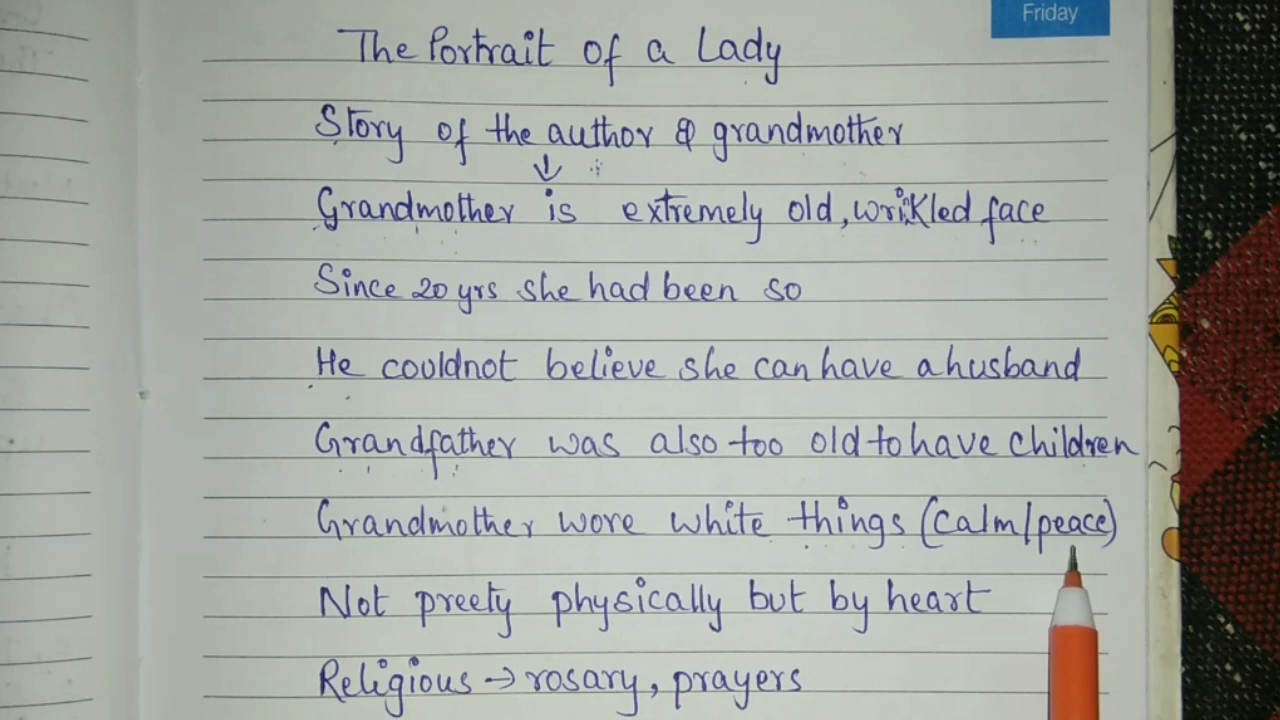 Friday
The Portrait of a Lady
Story of the author & grandmother
↓
Grandmother is extremely old, wrinkled face
Since 20 yrs she had been so
He couldnot believe she can have a husband
Grandfather was also too old to have children
Grandmother wore white things (calm/peace)
Not preety physically but by heart
Religious → rosary, prayers